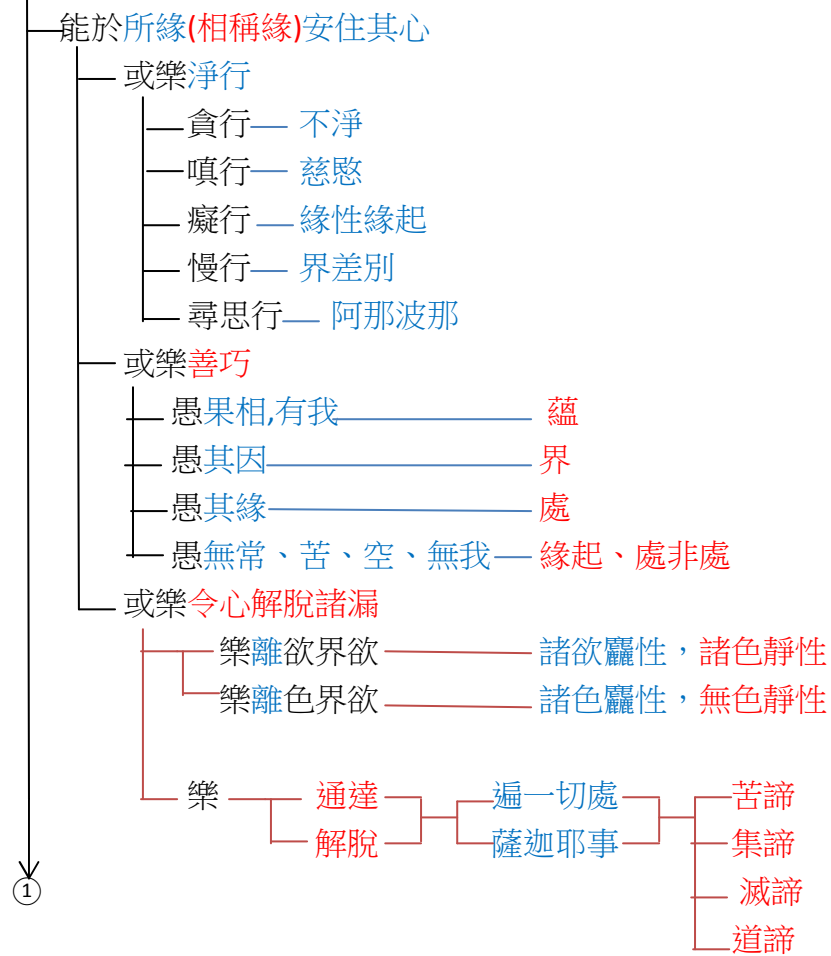 能於所緣(相稱緣)安住其心
或樂淨行
貪行 不淨
嗔行 慈愍
癡行 緣性緣起
慢行 界差別
尋思行 阿那波那
或樂善巧
愚果相,有我 蘊
愚其因 界
愚其緣 處
愚無常、苦、空、無我 緣起、處非處
或樂令心解脫諸漏
樂離欲界欲 諸欲麤性，諸色靜性
樂離色界欲 諸色麤性，無色靜性
樂 通達 遍一切處 苦諦
解脫 薩迦耶事 集諦
滅諦
道諦
①